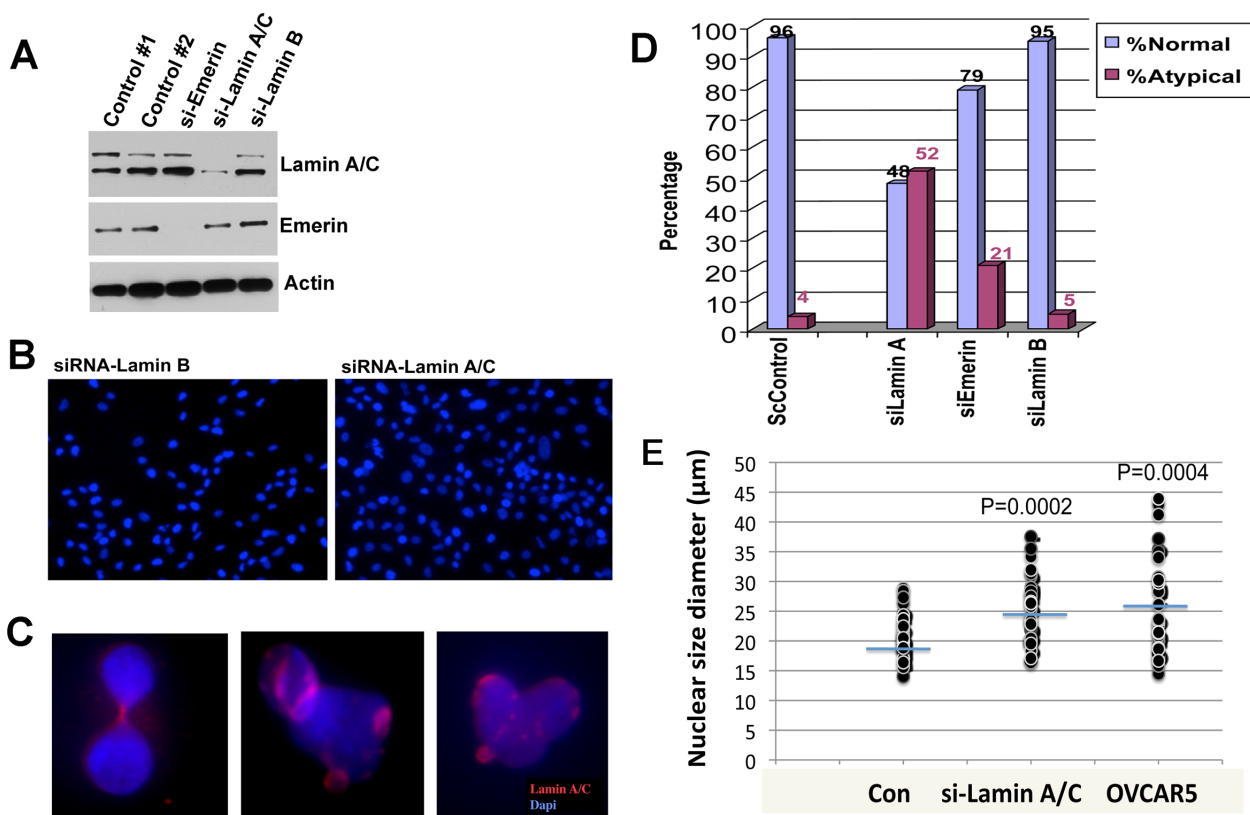 A
Control #1
Control #2
si-Emerin
si-Lamin A/C
si-Lamin B
Lamin A/C
Emerin
Actin
B
siRNA-Lamin B
siRNA-Lamin A/C
C
Lamin A/C
Dapi
D
%Normal
%Atypical
Percentage
100
90
80
70
60
50
40
30
20
10
0
96
4
48
52
79
21
95
5
ScControl
siLamin A
siEmerin
siLamin B
E
Nuclear size diameter (μm)
50
45
40
35
30
25
20
15
10
5
0
P=0.0002
P=0.0004
Con
si-Lamin A/C
OVCAR5